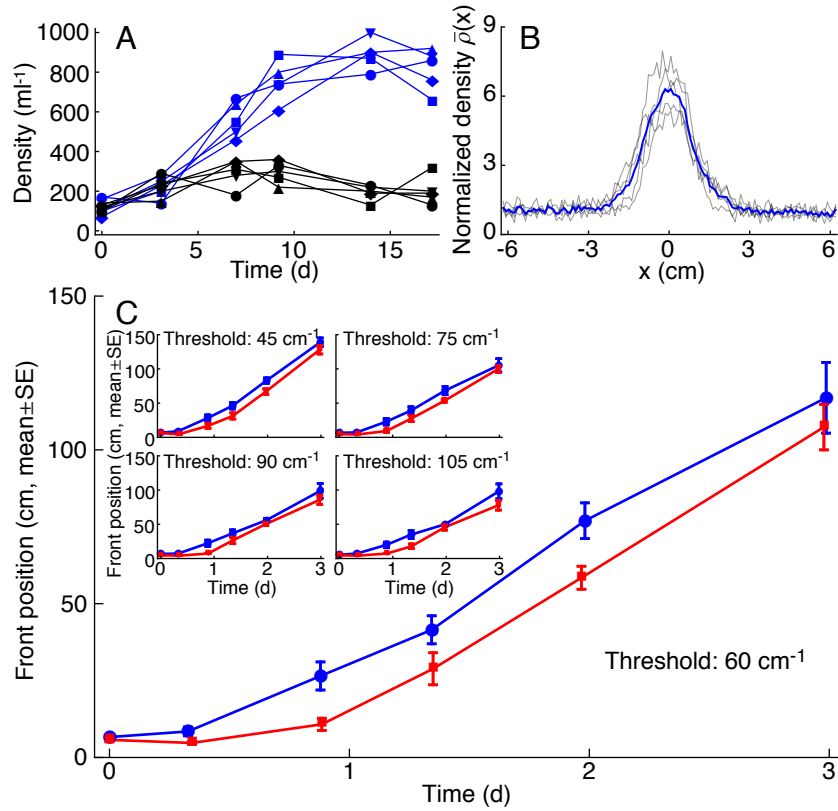 A
Density (ml-1)
1000
800
600
400
200
0
0 5 10 15
Time (d)
B
Normalized density ρ̄(x)
9
6
3
0
-6 -3 0 3 6
x (cm)
C
Front position (cm, mean±SE)
150
100
50
0
0 1 2 3
Time (d)
Threshold: 60 cm-1
Front position (cm, mean±SE)
Threshold: 45 cm-1
Threshold: 75 cm-1
150
100
50
0
Threshold: 90 cm-1
Threshold: 105 cm-1
150
100
50
0
0 1 2 3
0 1 2 3
Time (d)
Time (d)